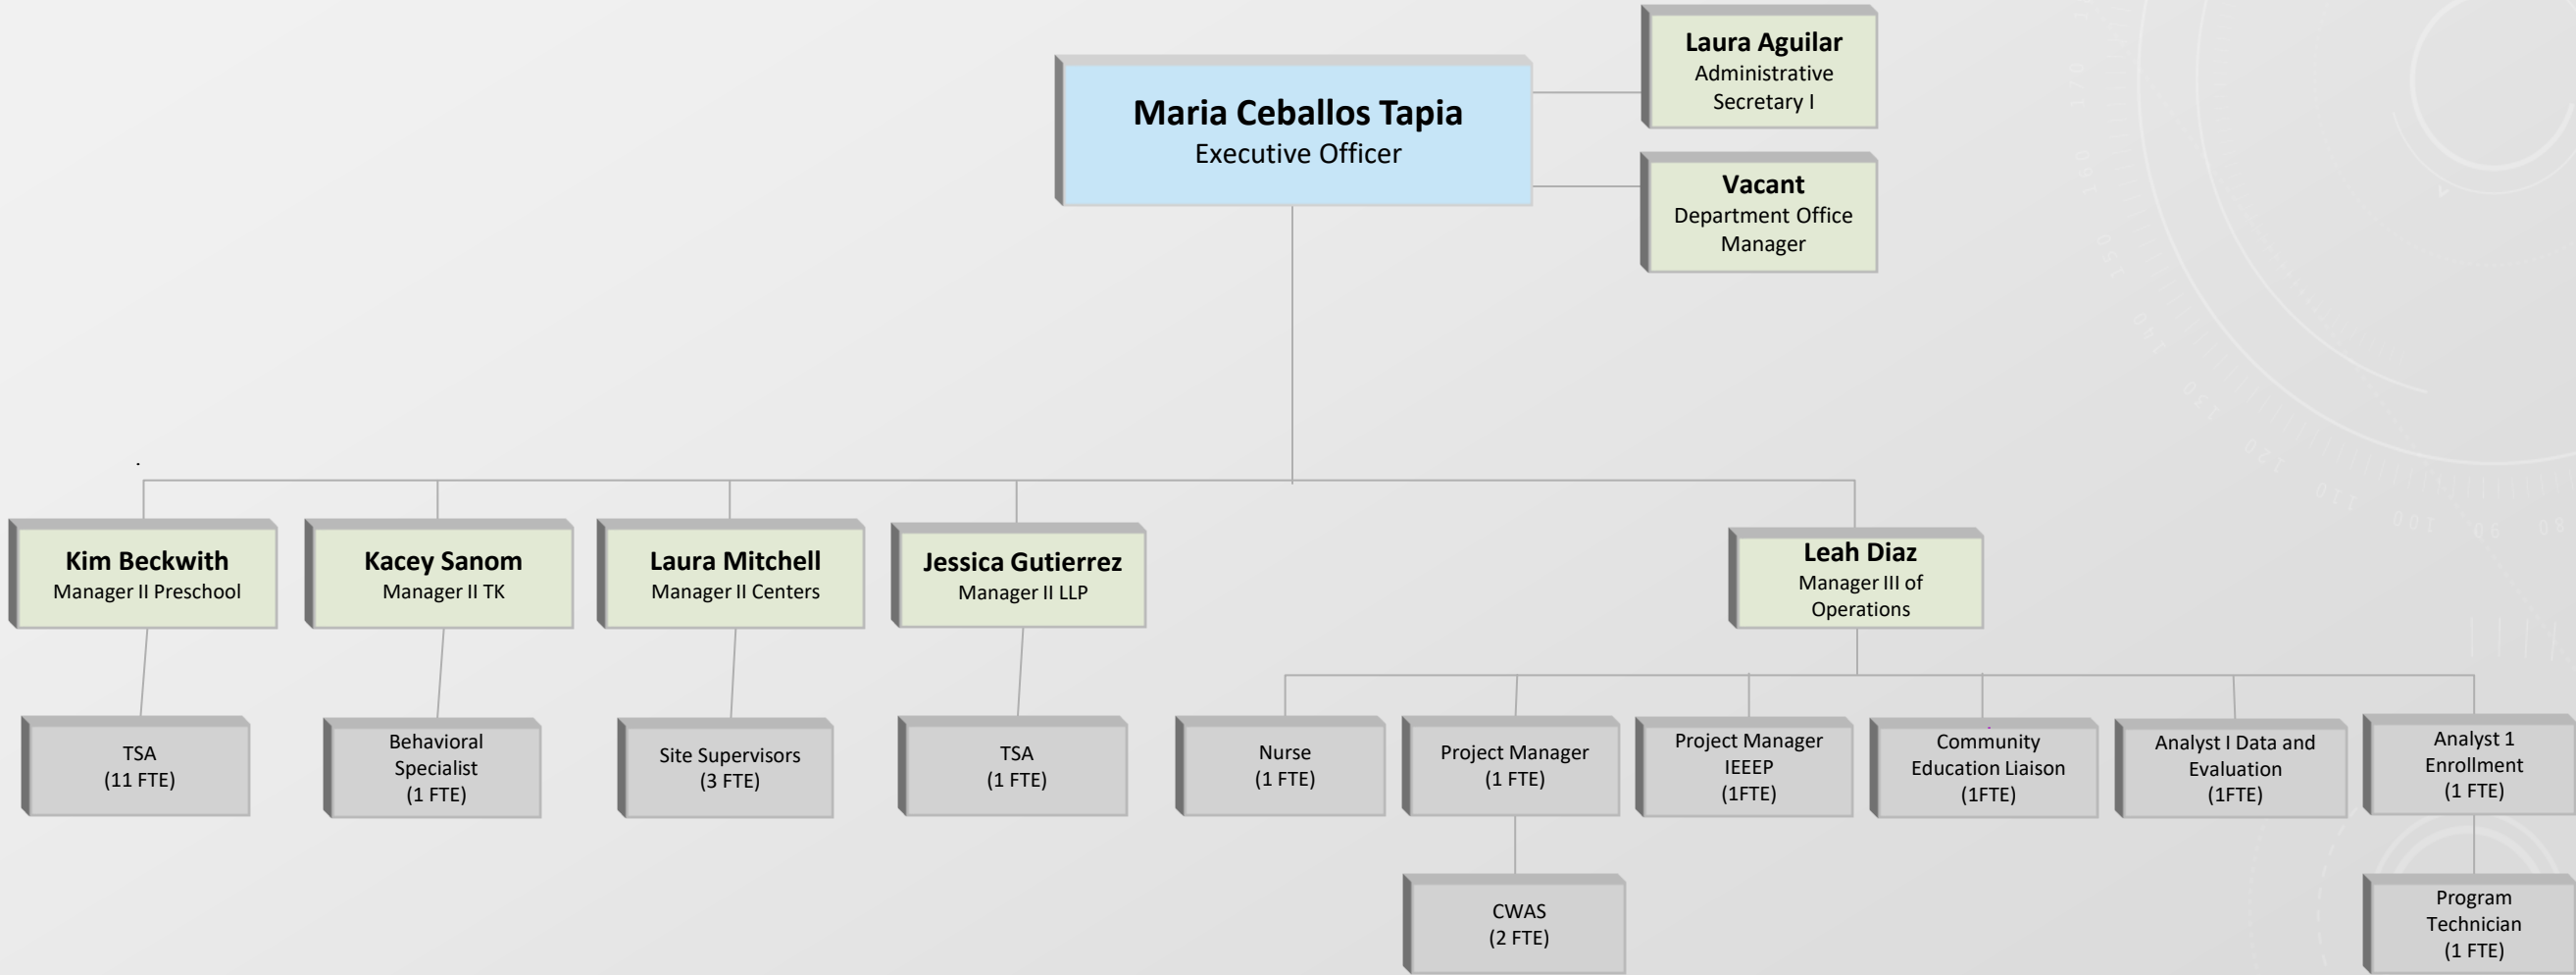 Laura Aguilar
Administrative
Secretary I
Maria Ceballos Tapia
Executive Officer
Vacant
Department Office
Manager
Kim Beckwith
Manager II Preschool
Kacey Sanom
Manager II TK
Laura Mitchell
Manager II Centers
Jessica Gutierrez
Manager II LLP
Leah Diaz
Manager III of
Operations
TSA
(11 FTE)
Behavioral
Specialist
(1 FTE)
Site Supervisors
(3 FTE)
TSA
(1 FTE)
Nurse
(1 FTE)
Project Manager
(1 FTE)
Project Manager
IEEEP
(1FTE)
Community
Education Liaison
(1FTE)
Analyst I Data and
Evaluation
(1FTE)
Analyst 1
Enrollment
(1 FTE)
CWAS
(2 FTE)
Program
Technician
(1 FTE)